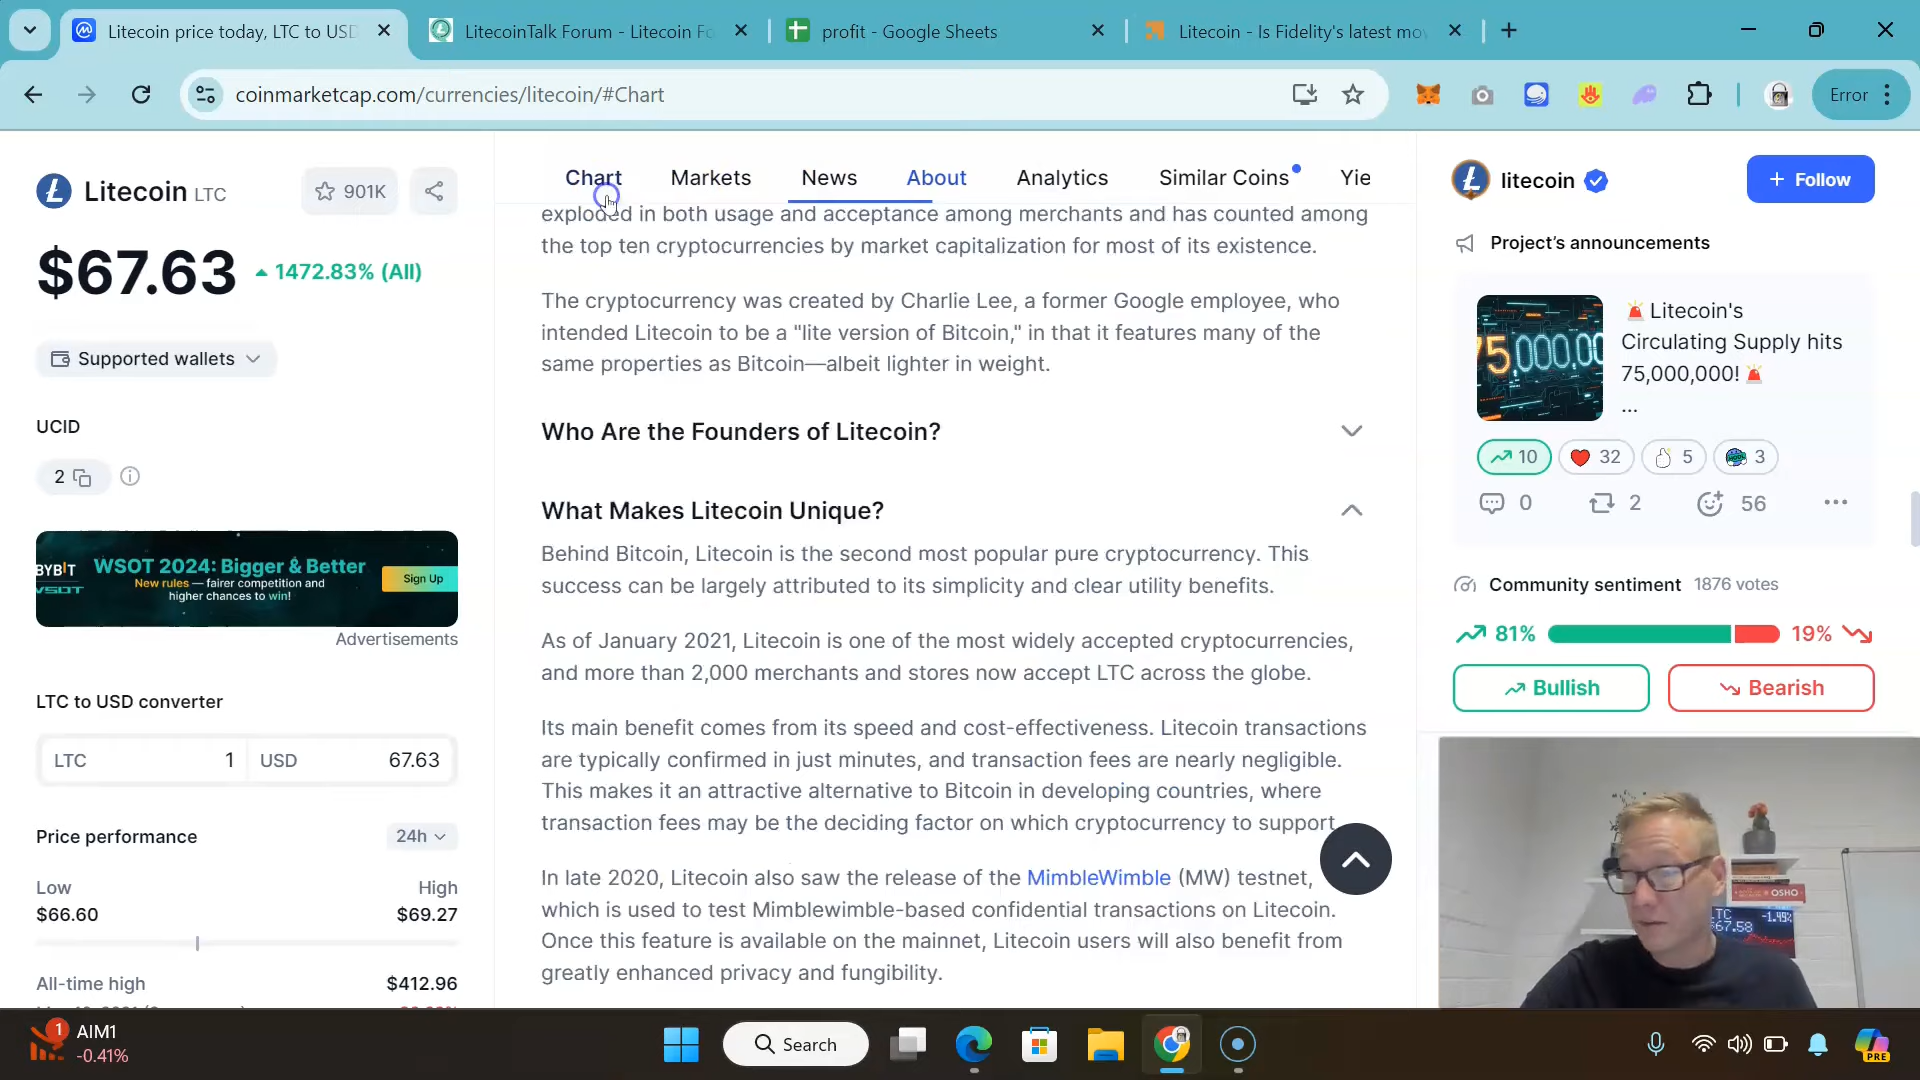 Litecoin price today, LTC to USD
LitecoinTalk Forum - Litecoin Fo
profit - Google Sheets
Litecoin - Is Fidelity's latest mov
coinmarketcap.com/currencies/litecoin/#Chart
Error
Litecoin LTC
901K
$67.63
1472.83% (All)
Supported wallets
UCID
2
BYBIT
WSOT
WSOT 2024: Bigger & Better
New rules — fairer competition and
higher chances to win!
Sign Up
Advertisements
LTC to USD converter
LTC 1 USD 67.63
Price performance 24h
Low High
$66.60 $69.27
All-time high $412.96
Chart Markets News About Analytics Similar Coins Yie
exploded in both usage and acceptance among merchants and has counted among
the top ten cryptocurrencies by market capitalization for most of its existence.
The cryptocurrency was created by Charlie Lee, a former Google employee, who
intended Litecoin to be a "lite version of Bitcoin," in that it features many of the
same properties as Bitcoin—albeit lighter in weight.
Who Are the Founders of Litecoin?
What Makes Litecoin Unique?
Behind Bitcoin, Litecoin is the second most popular pure cryptocurrency. This
success can be largely attributed to its simplicity and clear utility benefits.
As of January 2021, Litecoin is one of the most widely accepted cryptocurrencies,
and more than 2,000 merchants and stores now accept LTC across the globe.
Its main benefit comes from its speed and cost-effectiveness. Litecoin transactions
are typically confirmed in just minutes, and transaction fees are nearly negligible.
This makes it an attractive alternative to Bitcoin in developing countries, where
transaction fees may be the deciding factor on which cryptocurrency to support.
In late 2020, Litecoin also saw the release of the MimbleWimble (MW) testnet,
which is used to test Mimblewimble-based confidential transactions on Litecoin.
Once this feature is available on the mainnet, Litecoin users will also benefit from
greatly enhanced privacy and fungibility.
litecoin
+ Follow
Project's announcements
75,000,00
🚨Litecoin's
Circulating Supply hits
75,000,000!🚨
...
10 32 5 3
0 2 56
Community sentiment 1876 votes
81% 19%
Bullish Bearish
OSHO
LTC -1.49%
$67.58
1
AIM1
-0.41%
Search
PRE